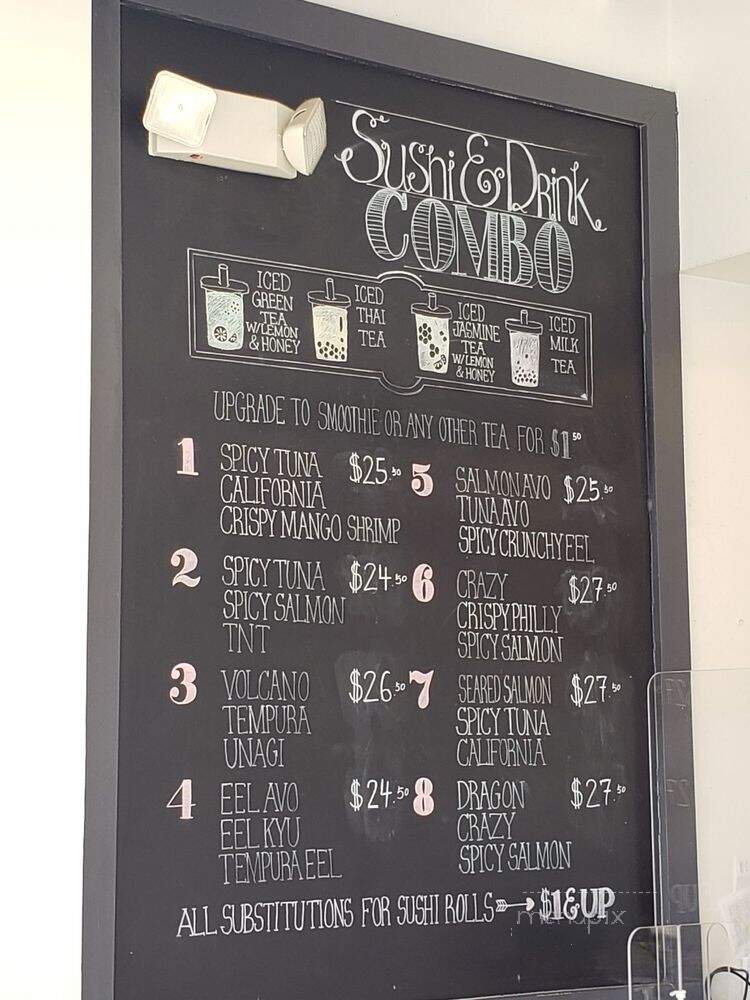 Sushi & Drink
COMBO
ICED
GREEN
TEA
W/LEMON
& HONEY
ICED
THAI
TEA
ICED
JASMINE
TEA
W/LEMON
& HONEY
ICED
MILK
TEA
UPGRADE TO SMOOTHIE OR ANY OTHER TEA FOR $1.50
1 SPICY TUNA $25.50
CALIFORNIA
CRISPY MANGO SHRIMP
2 SPICY TUNA $24.50
SPICY SALMON
TNT
3 VOLCANO $26.50
TEMPURA
UNAGI
4 EEL AVO $24.50
EEL KYU
TEMPURA EEL
5 SALMON AVO $25.50
TUNA AVO
SPICY CRUNCHY EEL
6 CRAZY $27.50
CRISPY PHILLY
SPICY SALMON
7 SEARED SALMON $27.50
SPICY TUNA
CALIFORNIA
8 DRAGON $27.50
CRAZY
SPICY SALMON
ALL SUBSTITUTIONS FOR SUSHI ROLLS $1 & UP
menupix